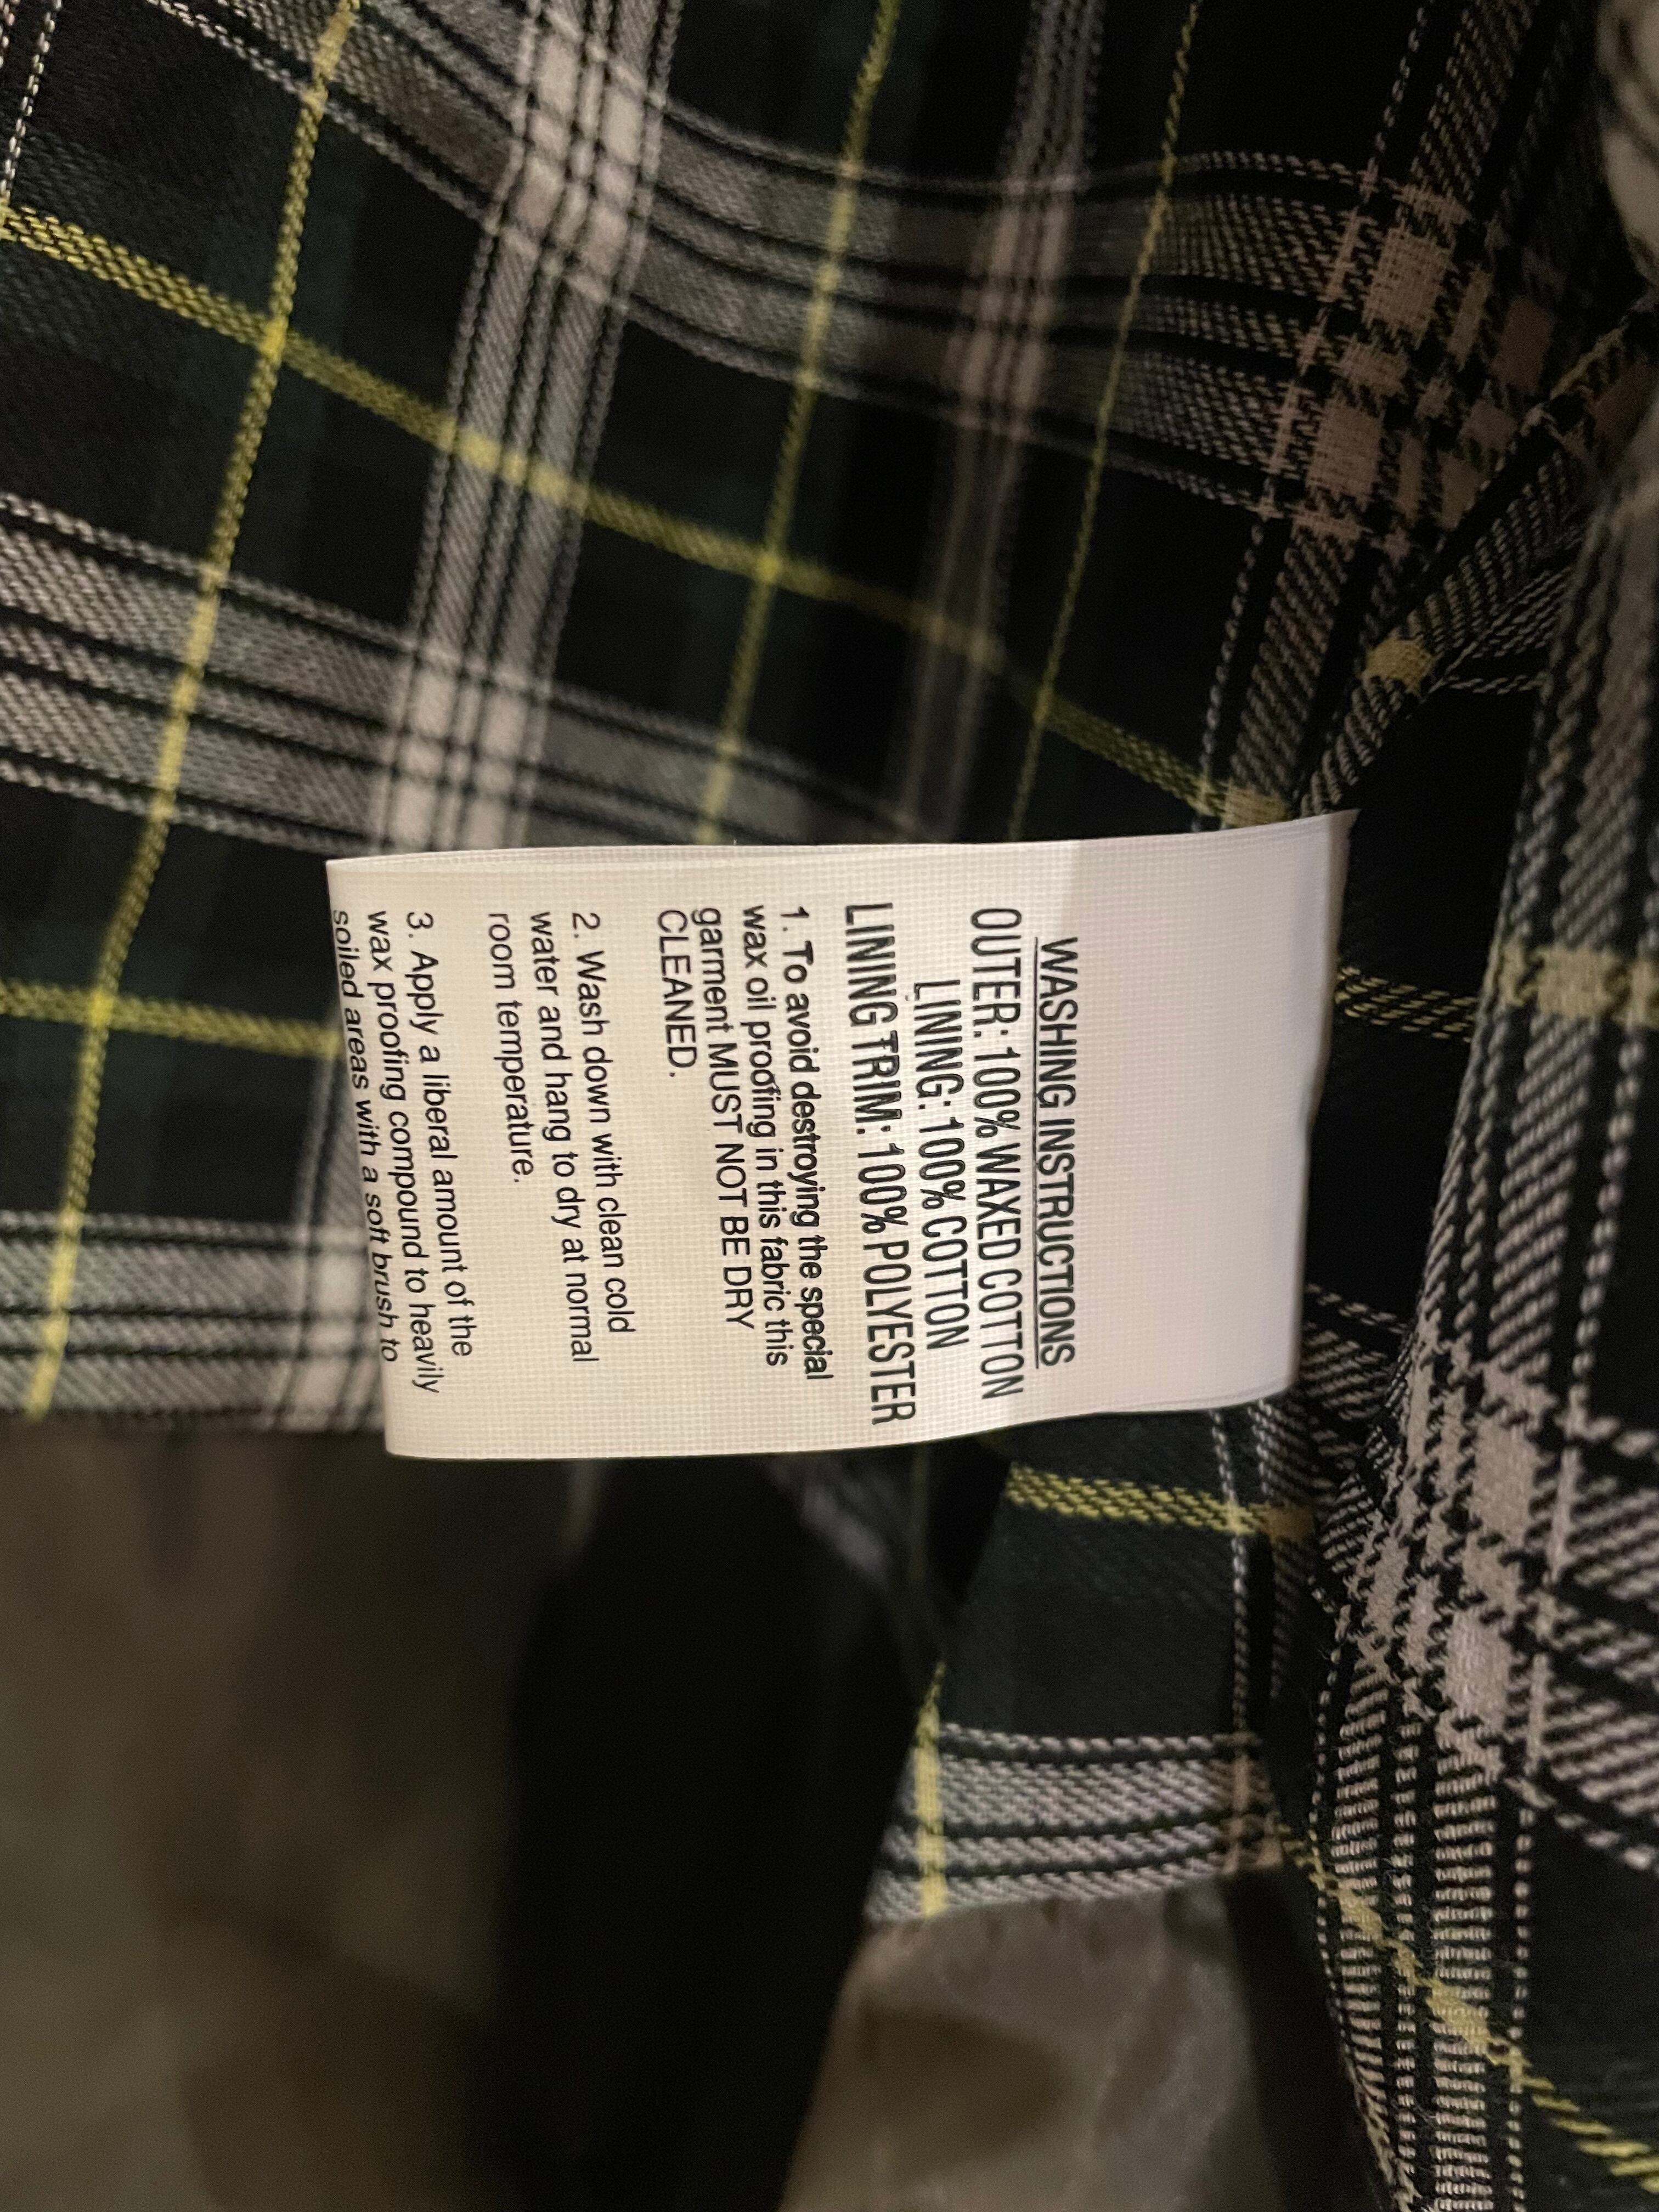 WASHING INSTRUCTIONS
OUTER: 100% WAXED COTTON
LINING: 100% COTTON
LINING TRIM: 100% POLYESTER
1. To avoid destroying the special
wax oil proofing in this fabric this
garment MUST NOT BE DRY
CLEANED.
2. Wash down with clean cold
water and hang to dry at normal
room temperature.
3. Apply a liberal amount of the
wax proofing compound to heavily
soiled areas with a soft brush to